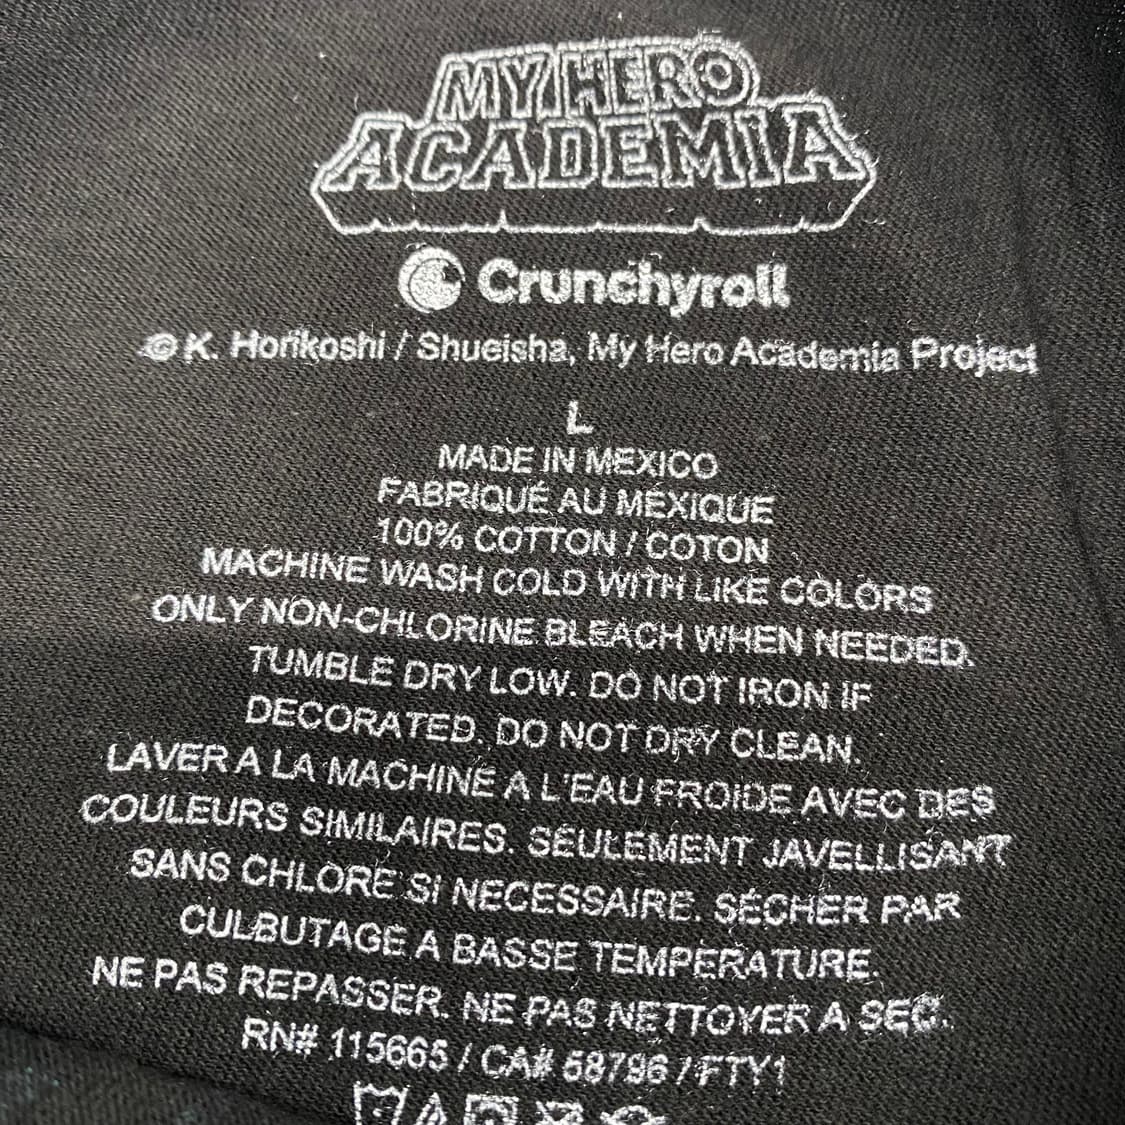 MY HERO
ACADEMIA
Crunchyroll
© K. Horikoshi / Shueisha, My Hero Academia Project
L
MADE IN MEXICO
FABRIQUÉ AU MÉXIQUE
100% COTTON / COTON
MACHINE WASH COLD WITH LIKE COLORS
ONLY NON-CHLORINE BLEACH WHEN NEEDED.
TUMBLE DRY LOW. DO NOT IRON IF
DECORATED. DO NOT DRY CLEAN.
LAVER A LA MACHINE A L'EAU FROIDE AVEC DES
COULEURS SIMILAIRES. SEULEMENT JAVELLISANT
SANS CHLORE SI NECESSAIRE. SÉCHER PAR
CULBUTAGE A BASSE TEMPERATURE.
NE PAS REPASSER. NE PAS NETTOYER A SEC.
RN# 115665 / CA# 58796 / FTY1